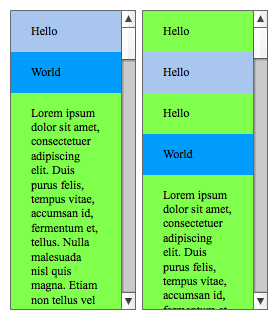 Hello
World
Lorem ipsum
dolor sit amet,
consectetuer
adipiscing
elit. Duis
purus felis,
tempus vitae,
accumsan id,
fermentum et,
tellus. Nulla
malesuada
nisl quis
magna. Etiam
non tellus vel
Hello
Hello
Hello
World
Lorem ipsum
dolor sit amet,
consectetuer
adipiscing
elit. Duis
purus felis,
tempus vitae,
accumsan id,
fermentum et,